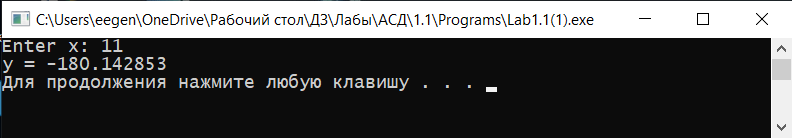 C:\Users\eegen\OneDrive\Рабочий стол\ДЗ\Лабы\АСД\1.1\Programs\Lab1.1(1).exe
Enter x: 11
y = -180.142853
Для продолжения нажмите любую клавишу . . .